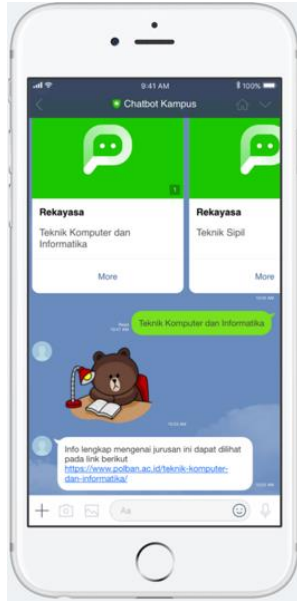 9:41 AM
100%
Chatbot Kampus
1
Rekayasa
Teknik Komputer dan
Informatika
More
Rekayasa
Teknik Sipil
More
Teknik Komputer dan Informatika
Info lengkap mengenai jurusan ini dapat dilihat
pada link berikut
https://www.polban.ac.id/teknik-komputer-
dan-informatika/
Aa